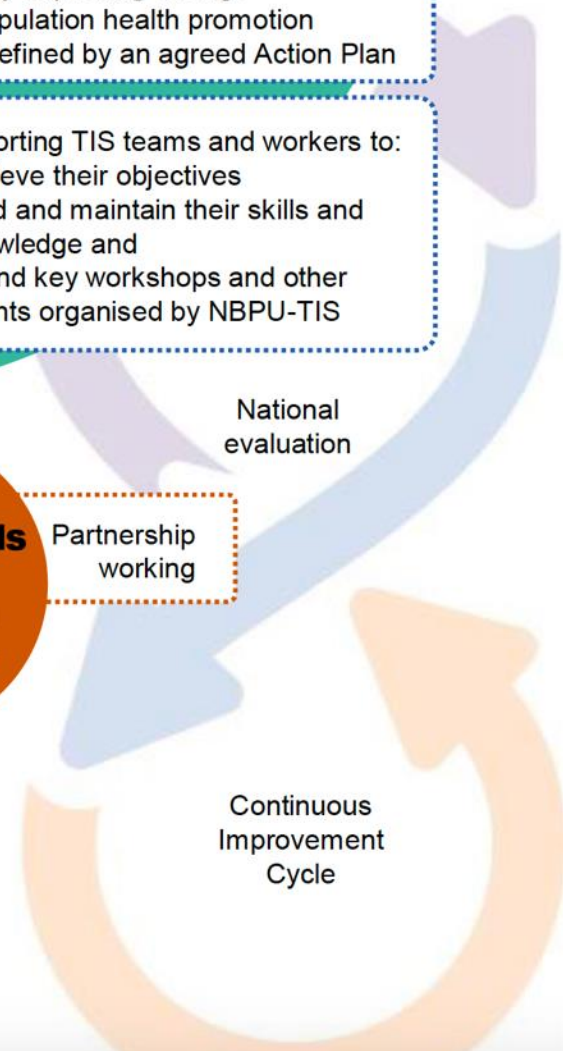 pulation health promotion
efined by an agreed Action Plan
orting TIS teams and workers to:
ieve their objectives
d and maintain their skills and
wledge and
nd key workshops and other
nts organised by NBPU-TIS
National
evaluation
ls
Partnership
working
Continuous
Improvement
Cycle